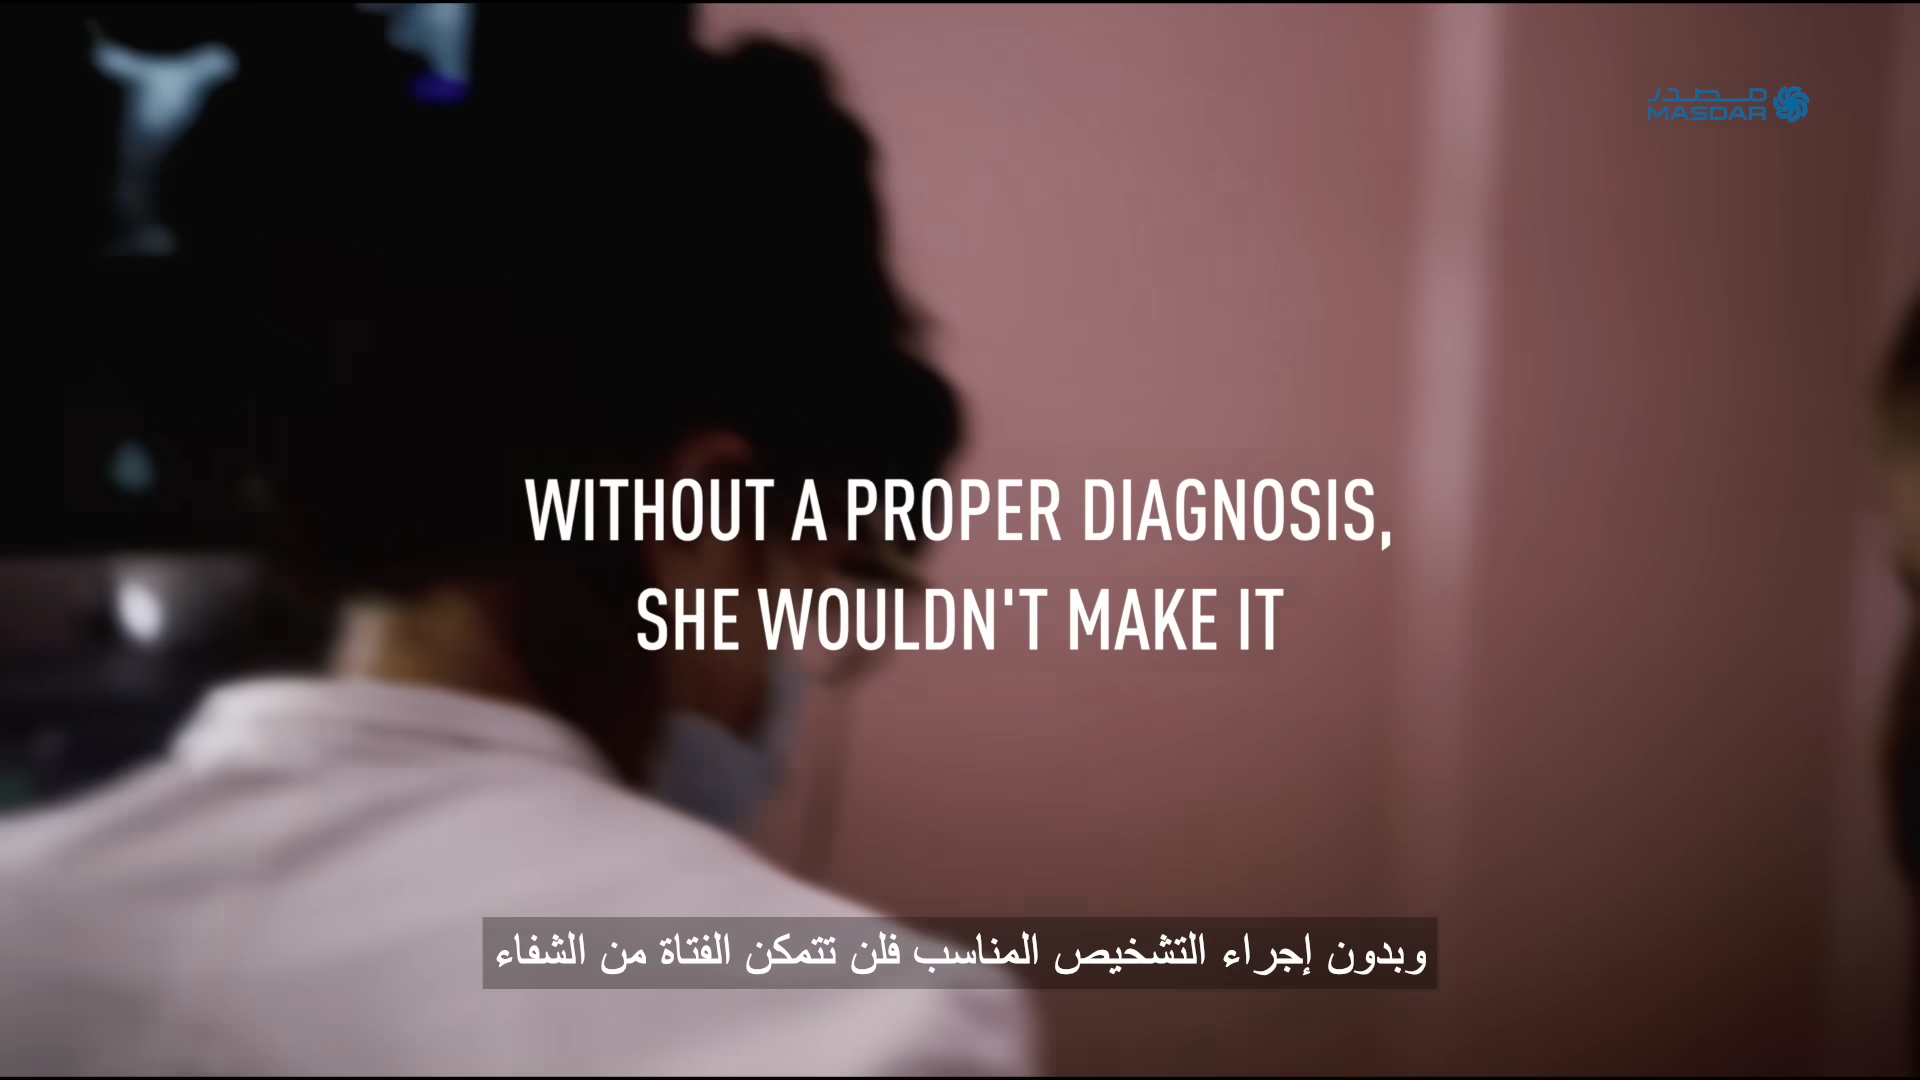 مصدر
MASDAR
WITHOUT A PROPER DIAGNOSIS,
SHE WOULDN'T MAKE IT
وبدون إجراء التشخيص المناسب فلن تتمكن الفتاة من الشفاء